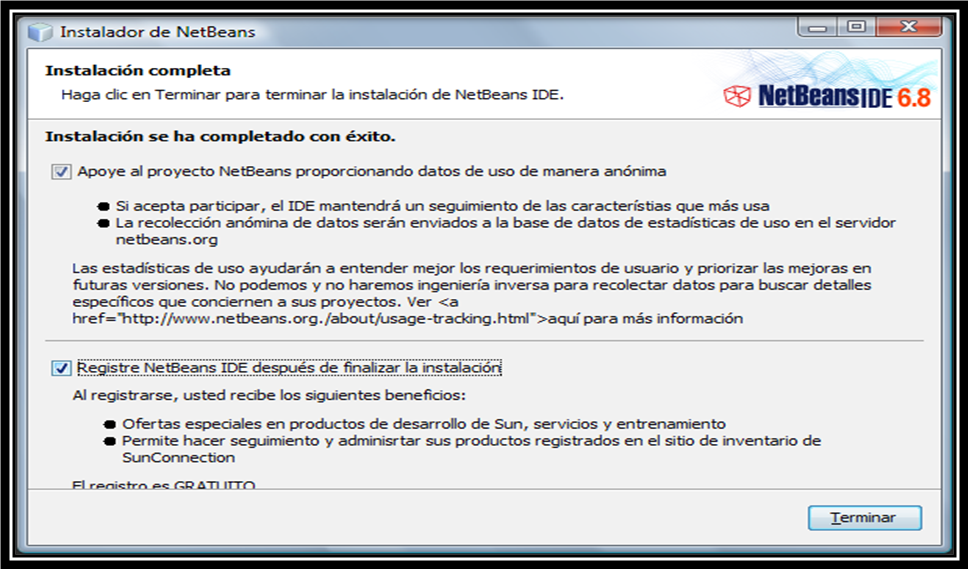 Instalador de NetBeans
Instalación completa
Haga clic en Terminar para terminar la instalación de NetBeans IDE.
NetBeans IDE 6.8
Instalación se ha completado con éxito.
Apoye al proyecto NetBeans proporcionando datos de uso de manera anónima
Si acepta participar, el IDE mantendrá un seguimiento de las característias que más usa
La recolección anómina de datos serán enviados a la base de datos de estadísticas de uso en el servidor
netbeans.org
Las estadísticas de uso ayudarán a entender mejor los requerimientos de usuario y priorizar las mejoras en
futuras versiones. No podemos y no haremos ingeniería inversa para recolectar datos para buscar detalles
específicos que conciernen a sus proyectos. Ver <a
href="http://www.netbeans.org./about/usage-tracking.html">aquí para más información
Registre NetBeans IDE después de finalizar la instalación
Al registrarse, usted recibe los siguientes beneficios:
Ofertas especiales en productos de desarrollo de Sun, servicios y entrenamiento
Permite hacer seguimiento y adminisrtar sus productos registrados en el sitio de inventario de
SunConnection
El registro es GRATUITO
Terminar